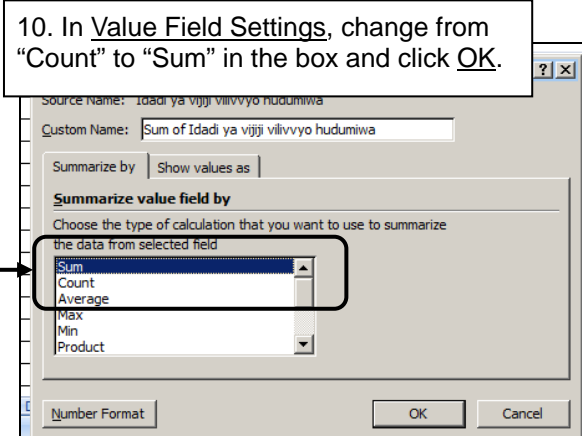 10. In Value Field Settings, change from
“Count” to “Sum” in the box and click OK.
Source Name: Idadi ya vijiji vilivvyo hudumiwa
Custom Name: Sum of Idadi ya vijiji vilivvyo hudumiwa
Summarize by Show values as
Summarize value field by
Choose the type of calculation that you want to use to summarize
the data from selected field
Sum
Count
Average
Max
Min
Product
Number Format OK Cancel